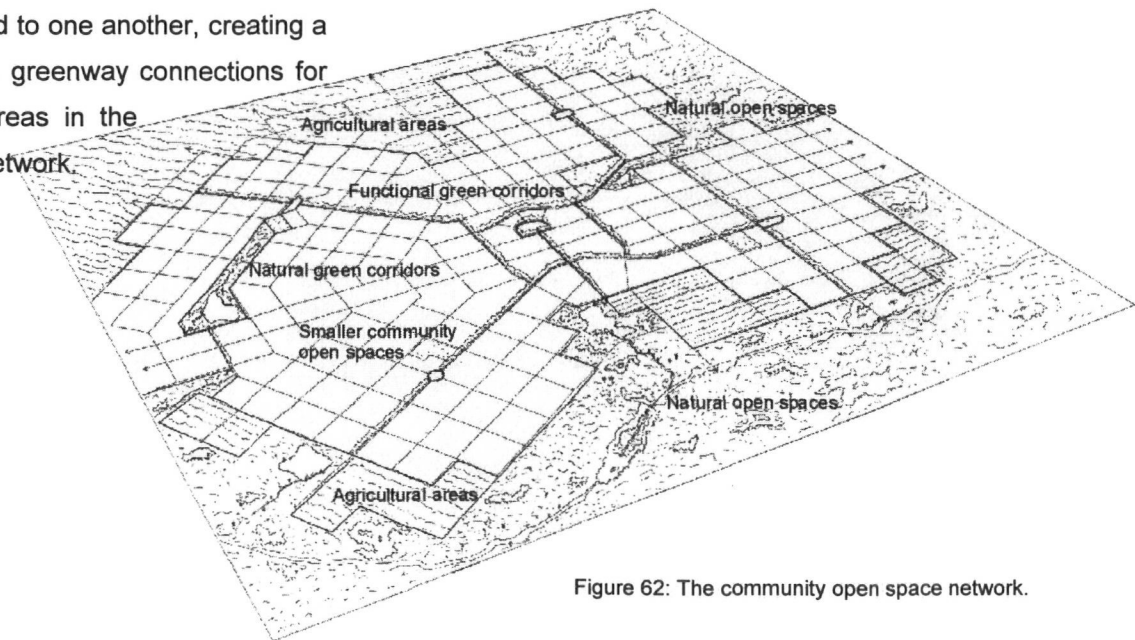 d to one another, creating a
greenway connections for
reas in the
etwork.
Agricultural areas
Natural open spaces
Functional green corridors
Natural green corridors
Smaller community
open spaces
Natural open spaces
Agricultural areas
Figure 62: The community open space network.